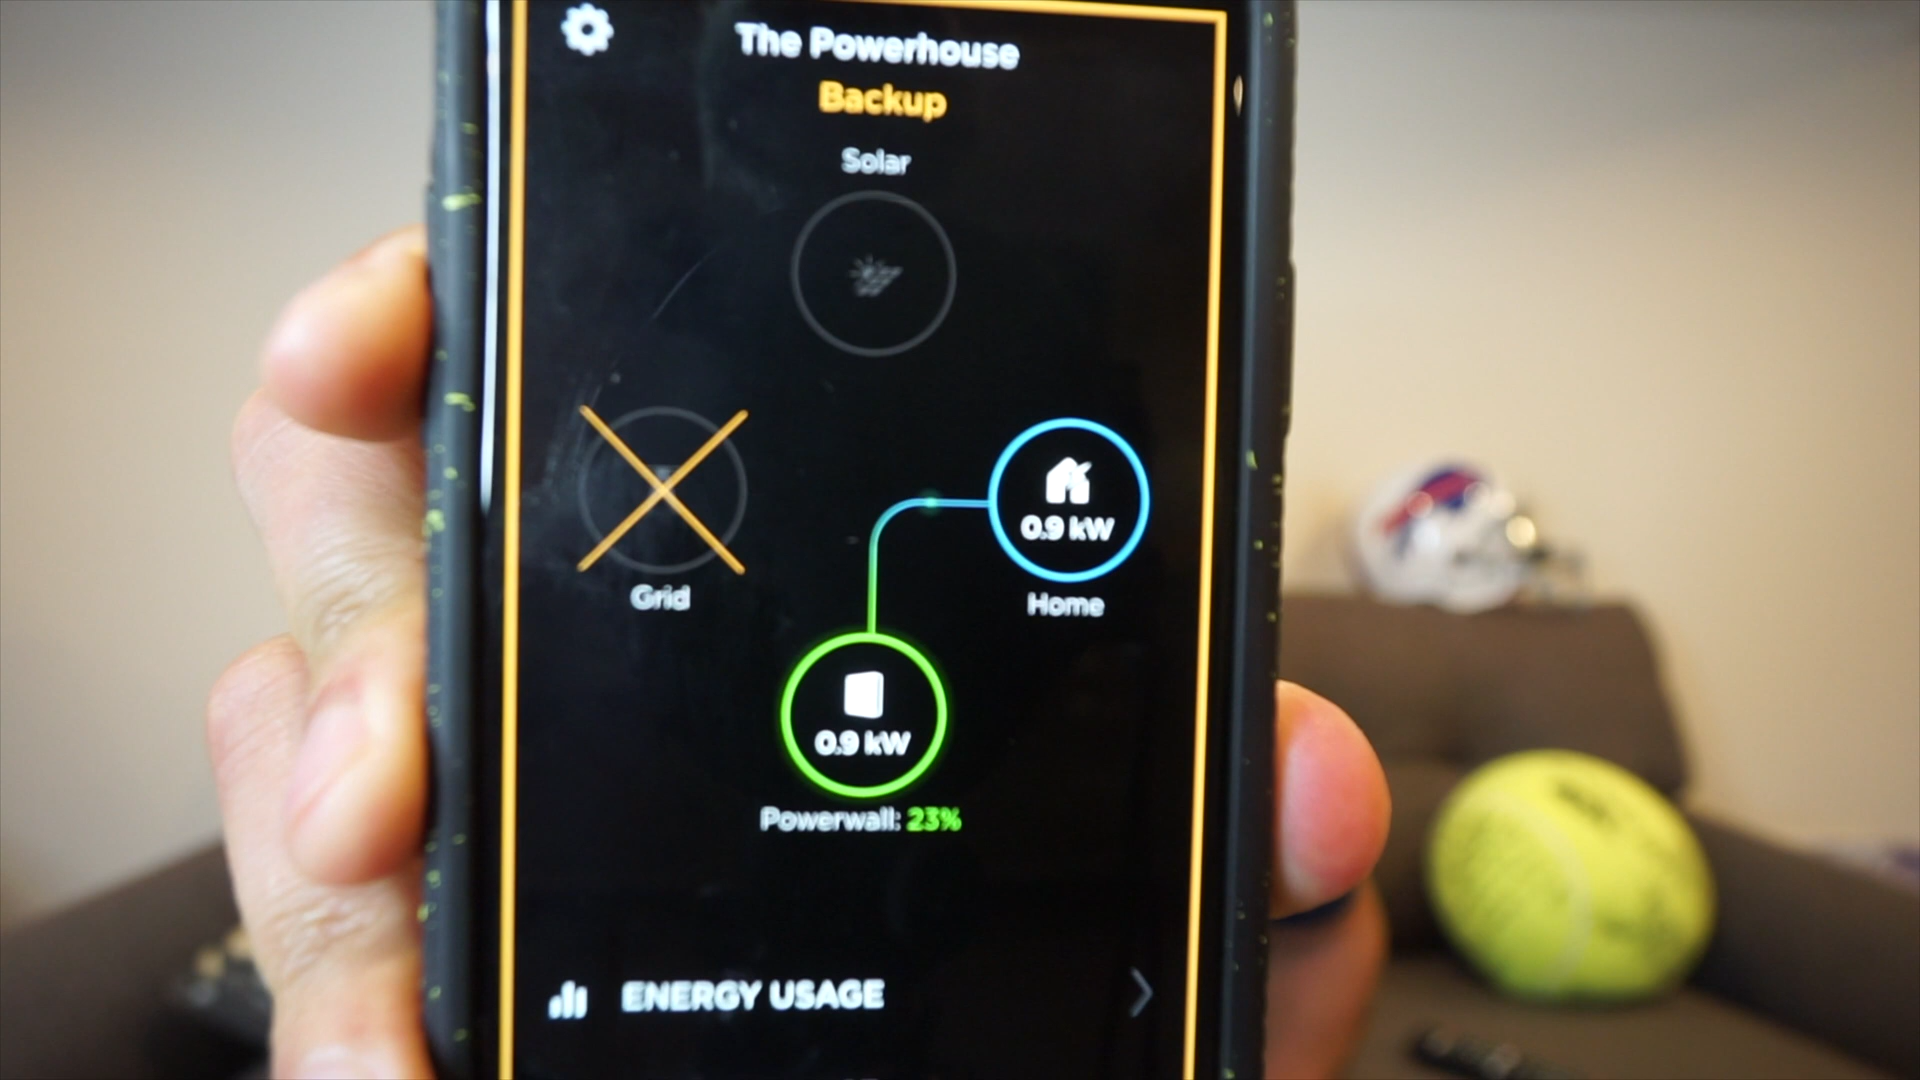 The Powerhouse
Backup
Solar
0.9 kW
Grid
Home
0.9 kW
Powerwall: 23%
ENERGY USAGE